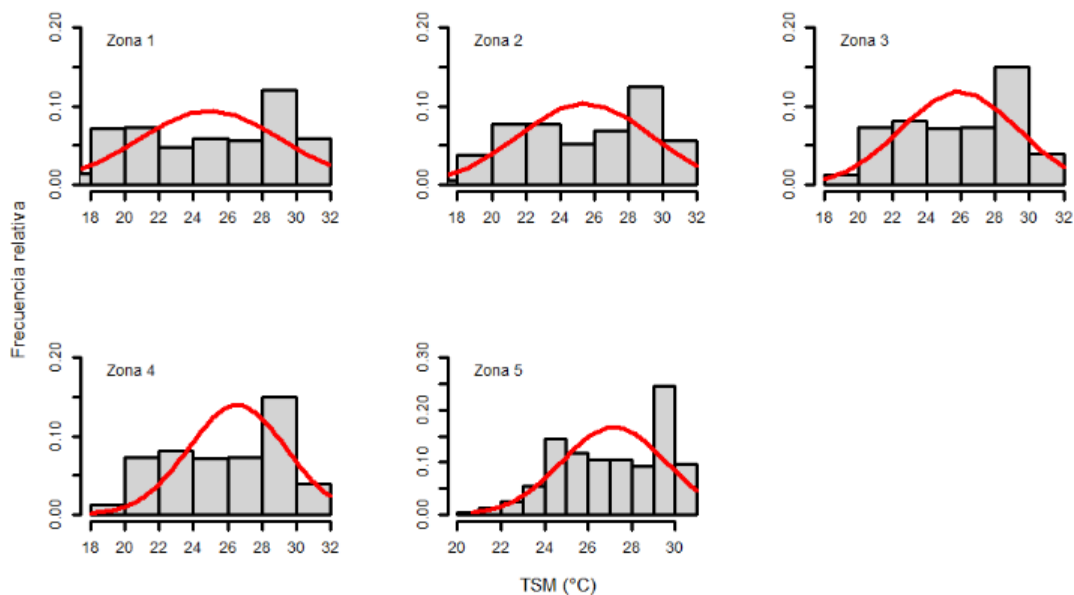 Zona 1
0.00 0.10 0.20
18 20 22 24 26 28 30 32
Zona 2
0.00 0.10 0.20
18 20 22 24 26 28 30 32
Zona 3
0.00 0.10 0.20
18 20 22 24 26 28 30 32
Frecuencia relativa
Zona 4
0.00 0.10 0.20
18 20 22 24 26 28 30 32
Zona 5
0.00 0.10 0.20 0.30
20 22 24 26 28 30
TSM (°C)